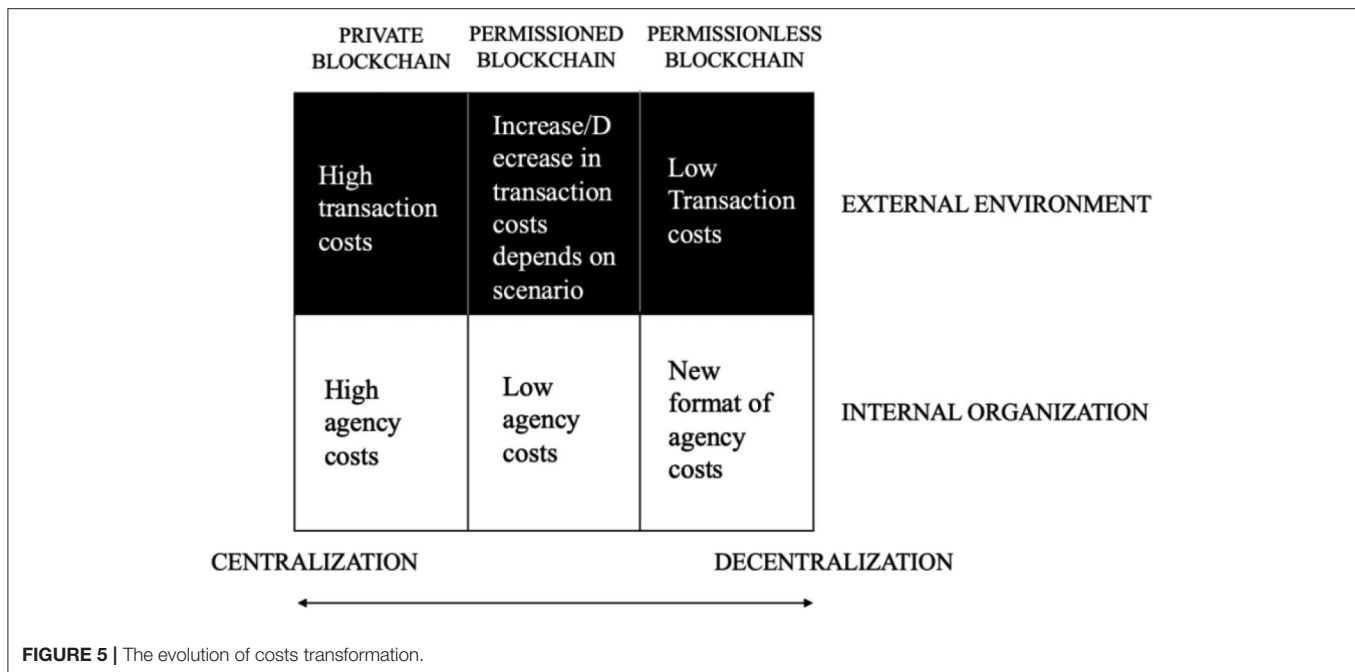 PRIVATE
BLOCKCHAIN
PERMISSIONED
BLOCKCHAIN
PERMISSIONLESS
BLOCKCHAIN
High
transaction
costs
Increase/D
ecrease in
transaction
costs
depends on
scenario
Low
Transaction
costs
EXTERNAL ENVIRONMENT
High
agency
costs
Low
agency
costs
New
format of
agency
costs
INTERNAL ORGANIZATION
CENTRALIZATION
DECENTRALIZATION
FIGURE 5 | The evolution of costs transformation.